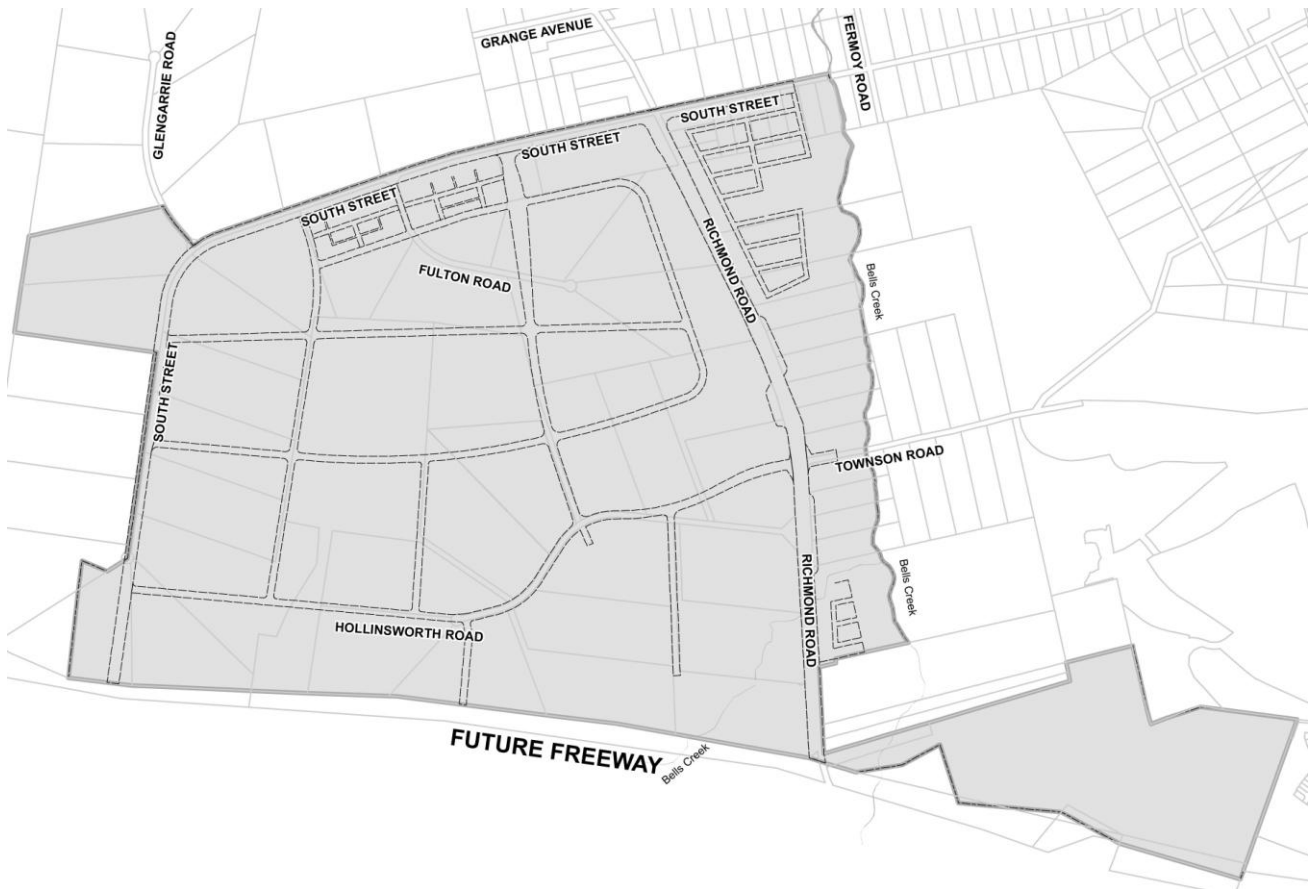 GRANGE AVENUE
FERMOY ROAD
GLENGARRIE ROAD
SOUTH STREET
SOUTH STREET
SOUTH STREET
RICHMOND ROAD
FULTON ROAD
Bells Creek
SOUTH STREET
TOWNSON ROAD
RICHMOND ROAD
Bells Creek
HOLLINSWORTH ROAD
FUTURE FREEWAY
Bells Creek